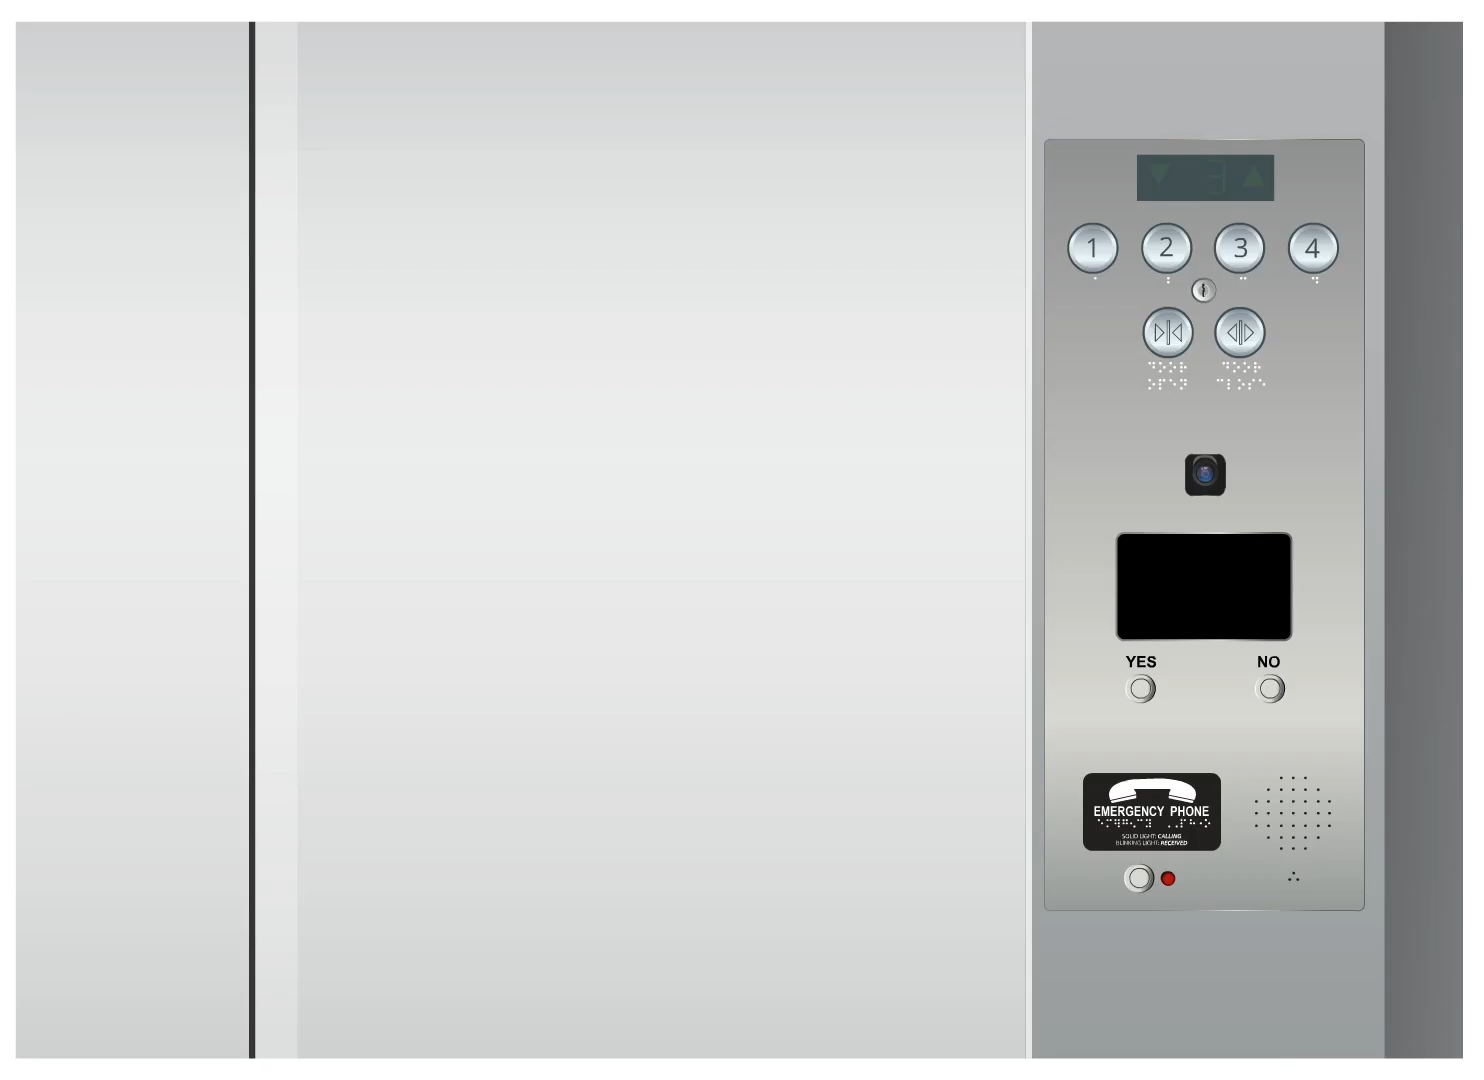 3
1 2 3 4
YES NO
EMERGENCY PHONE
SOLID LIGHT: CALLING
BLINKING LIGHT: RECEIVED